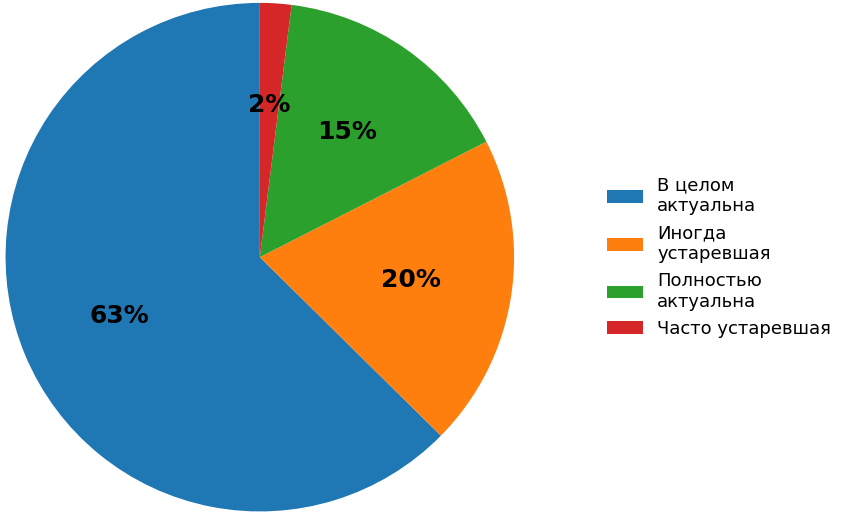 2%
15%
20%
63%
В целом
актуальна
Иногда
устаревшая
Полностью
актуальна
Часто устаревшая